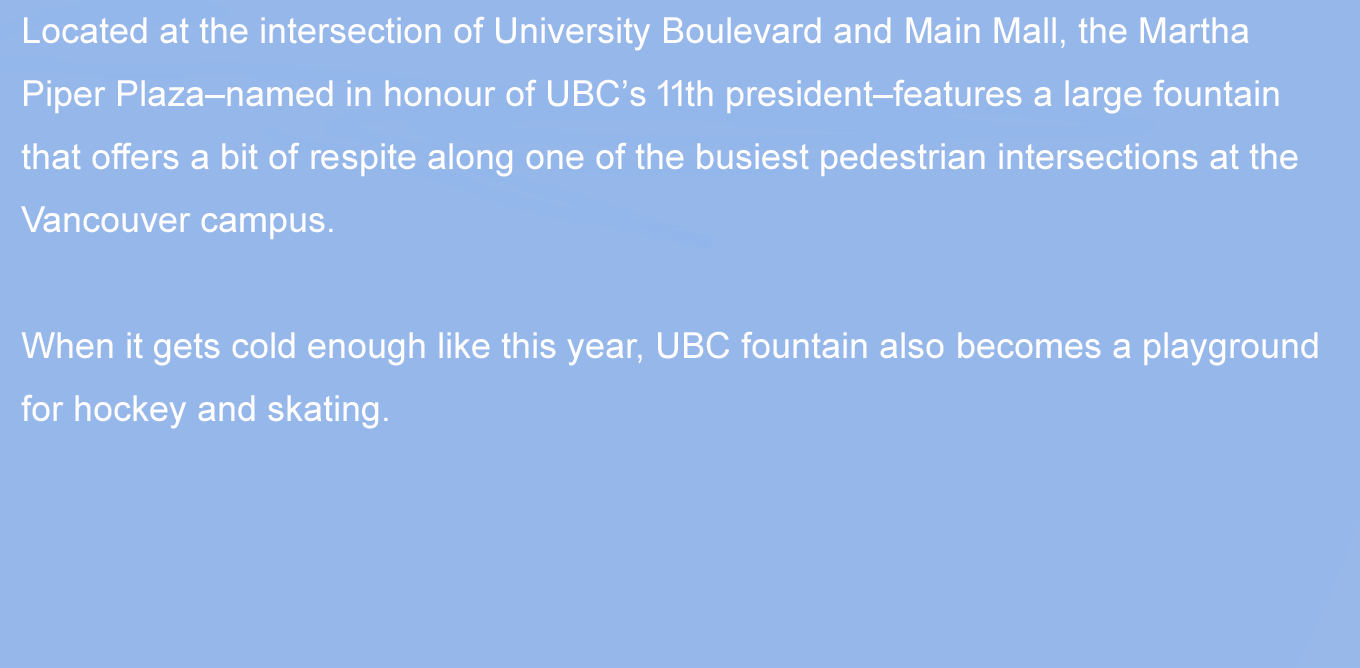 Located at the intersection of University Boulevard and Main Mall, the Martha
Piper Plaza–named in honour of UBC’s 11th president–features a large fountain
that offers a bit of respite along one of the busiest pedestrian intersections at the
Vancouver campus.
When it gets cold enough like this year, UBC fountain also becomes a playground
for hockey and skating.